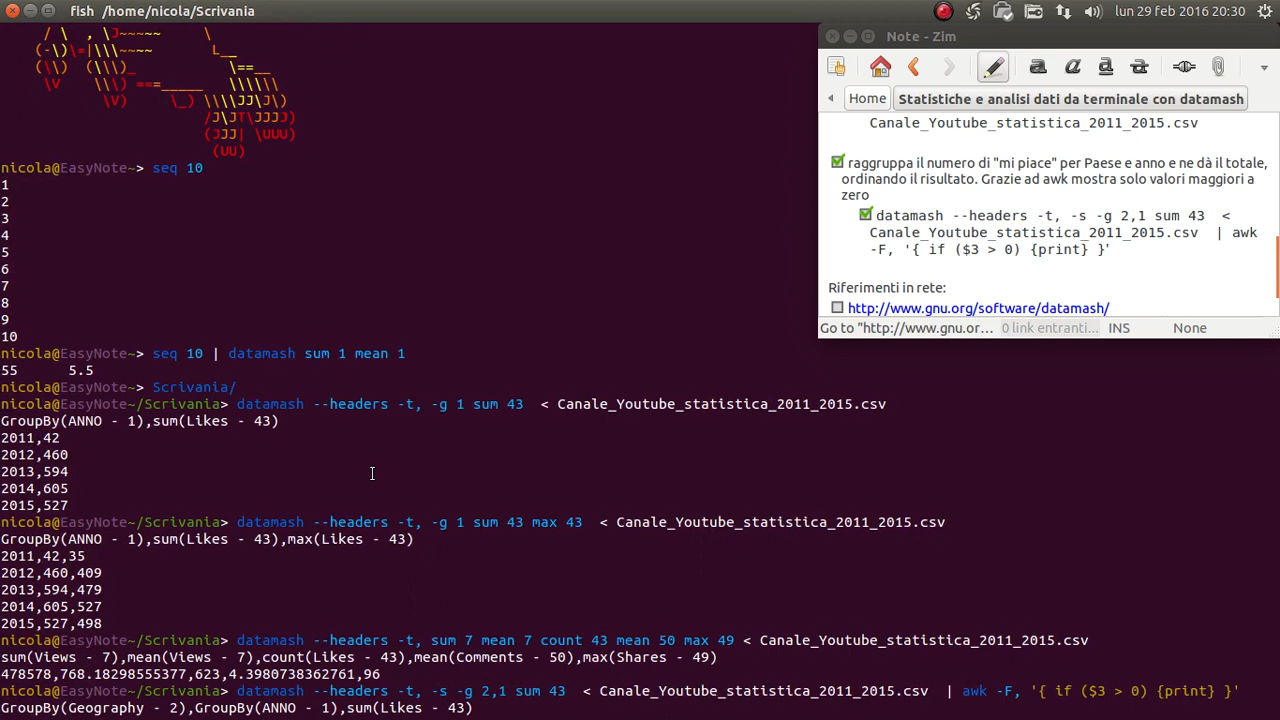 fish /home/nicola/Scrivania
lun 29 feb 2016 20:30
nicola@EasyNote~> seq 10
1
2
3
4
5
6
7
8
9
10
nicola@EasyNote~> seq 10 | datamash sum 1 mean 1
55 5.5
nicola@EasyNote~> Scrivania/
nicola@EasyNote~/Scrivania> datamash --headers -t, -g 1 sum 43 < Canale_Youtube_statistica_2011_2015.csv
GroupBy(ANNO - 1),sum(Likes - 43)
2011,42
2012,460
2013,594
2014,605
2015,527
nicola@EasyNote~/Scrivania> datamash --headers -t, -g 1 sum 43 max 43 < Canale_Youtube_statistica_2011_2015.csv
GroupBy(ANNO - 1),sum(Likes - 43),max(Likes - 43)
2011,42,35
2012,460,409
2013,594,479
2014,605,527
2015,527,498
nicola@EasyNote~/Scrivania> datamash --headers -t, sum 7 mean 7 count 43 mean 50 max 49 < Canale_Youtube_statistica_2011_2015.csv
sum(Views - 7),mean(Views - 7),count(Likes - 43),mean(Comments - 50),max(Shares - 49)
478578,768.18298555377,623,4.3980738362761,96
nicola@EasyNote~/Scrivania> datamash --headers -t, -s -g 2,1 sum 43 < Canale_Youtube_statistica_2011_2015.csv | awk -F, '{ if ($3 > 0) {print} }'
GroupBy(Geography - 2),GroupBy(ANNO - 1),sum(Likes - 43)
Note - Zim
Home Statistiche e analisi dati da terminale con datamash
Canale_Youtube_statistica_2011_2015.csv
raggruppa il numero di "mi piace" per Paese e anno e ne dà il totale,
ordinando il risultato. Grazie ad awk mostra solo valori maggiori a
zero
datamash --headers -t, -s -g 2,1 sum 43 <
Canale_Youtube_statistica_2011_2015.csv | awk
-F, '{ if ($3 > 0) {print} }'
Riferimenti in rete:
http://www.gnu.org/software/datamash/
Go to "http://www.gnu.or... 0 link entranti... INS None